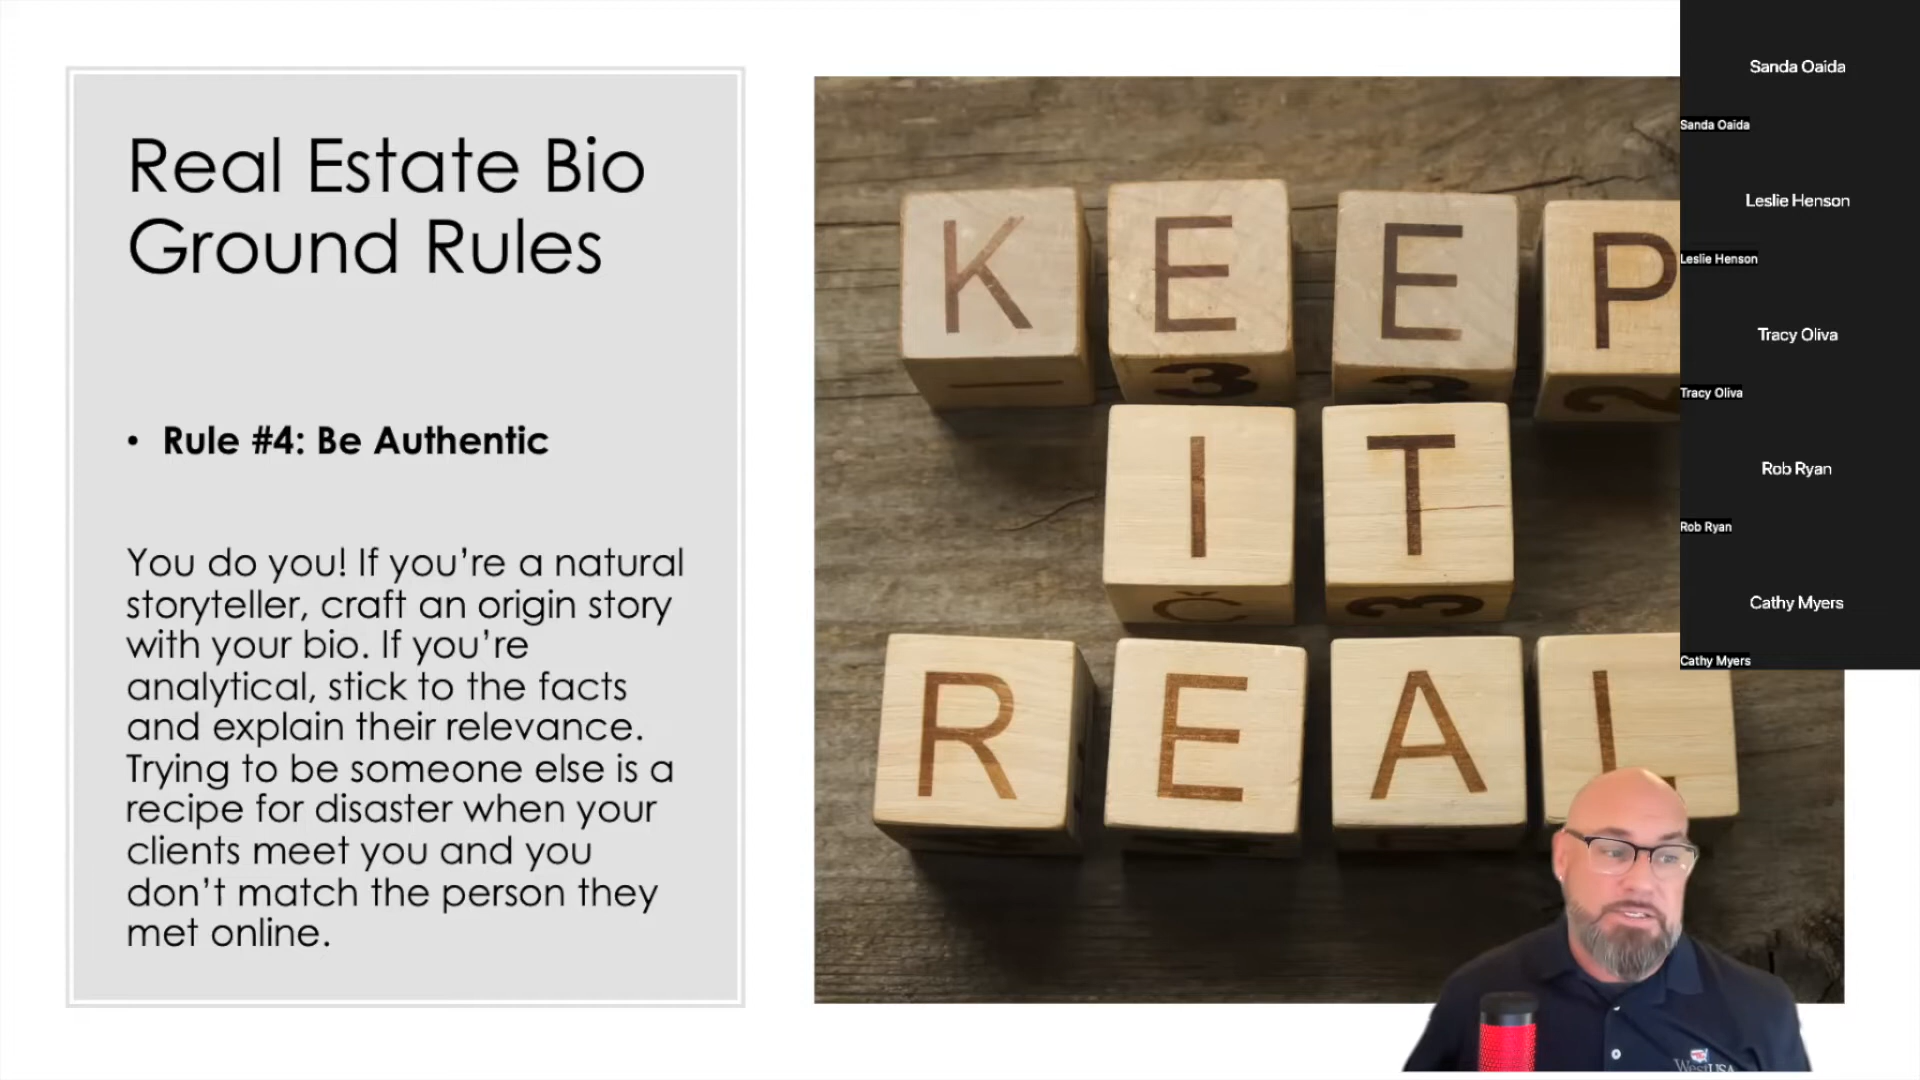 Real Estate Bio
Ground Rules
• Rule #4: Be Authentic
You do you! If you’re a natural
storyteller, craft an origin story
with your bio. If you’re
analytical, stick to the facts
and explain their relevance.
Trying to be someone else is a
recipe for disaster when your
clients meet you and you
don’t match the person they
met online.
KEEP
IT
REAL
Sanda Oaida
Sanda Oaida
Leslie Henson
Leslie Henson
Tracy Oliva
Tracy Oliva
Rob Ryan
Rob Ryan
Cathy Myers
Cathy Myers
West USA